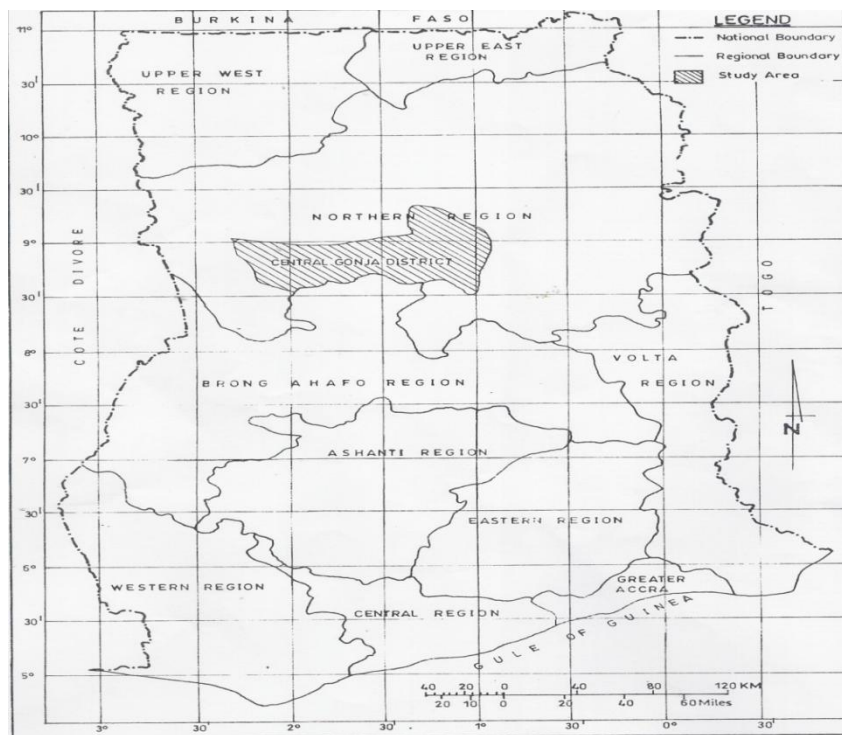 BURKINA FASO
LEGEND
National Boundary
Regional Boundary
Study Area
11°
UPPER EAST
REGION
UPPER WEST
REGION
30'
10°
30'
NORTHERN REGION
9°
CENTRAL GONJA DISTRICT
30'
COTE DIVORE
TOGO
8°
VOLTA
REGION
BRONG AHAFO REGION
30'
N
ASHANTI REGION
7°
30'
EASTERN REGION
WESTERN REGION
GREATER
ACCRA
CENTRAL REGION
30'
GULE OF GUINEA
5°
40 20 0 40 80 120 KM
20 10 0 20 40 60 Miles
3° 30' 2° 30' 1° 30' 0° 30'